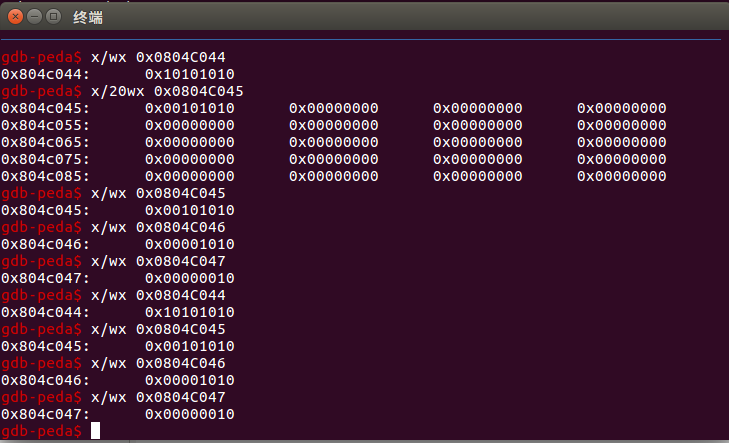 终端
gdb-peda$ x/wx 0x0804C044
0x804c044:      0x10101010
gdb-peda$ x/20wx 0x0804C045
0x804c045:      0x00101010      0x00000000      0x00000000      0x00000000
0x804c055:      0x00000000      0x00000000      0x00000000      0x00000000
0x804c065:      0x00000000      0x00000000      0x00000000      0x00000000
0x804c075:      0x00000000      0x00000000      0x00000000      0x00000000
0x804c085:      0x00000000      0x00000000      0x00000000      0x00000000
gdb-peda$ x/wx 0x0804C045
0x804c045:      0x00101010
gdb-peda$ x/wx 0x0804C046
0x804c046:      0x00001010
gdb-peda$ x/wx 0x0804C047
0x804c047:      0x00000010
gdb-peda$ x/wx 0x0804C044
0x804c044:      0x10101010
gdb-peda$ x/wx 0x0804C045
0x804c045:      0x00101010
gdb-peda$ x/wx 0x0804C046
0x804c046:      0x00001010
gdb-peda$ x/wx 0x0804C047
0x804c047:      0x00000010
gdb-peda$